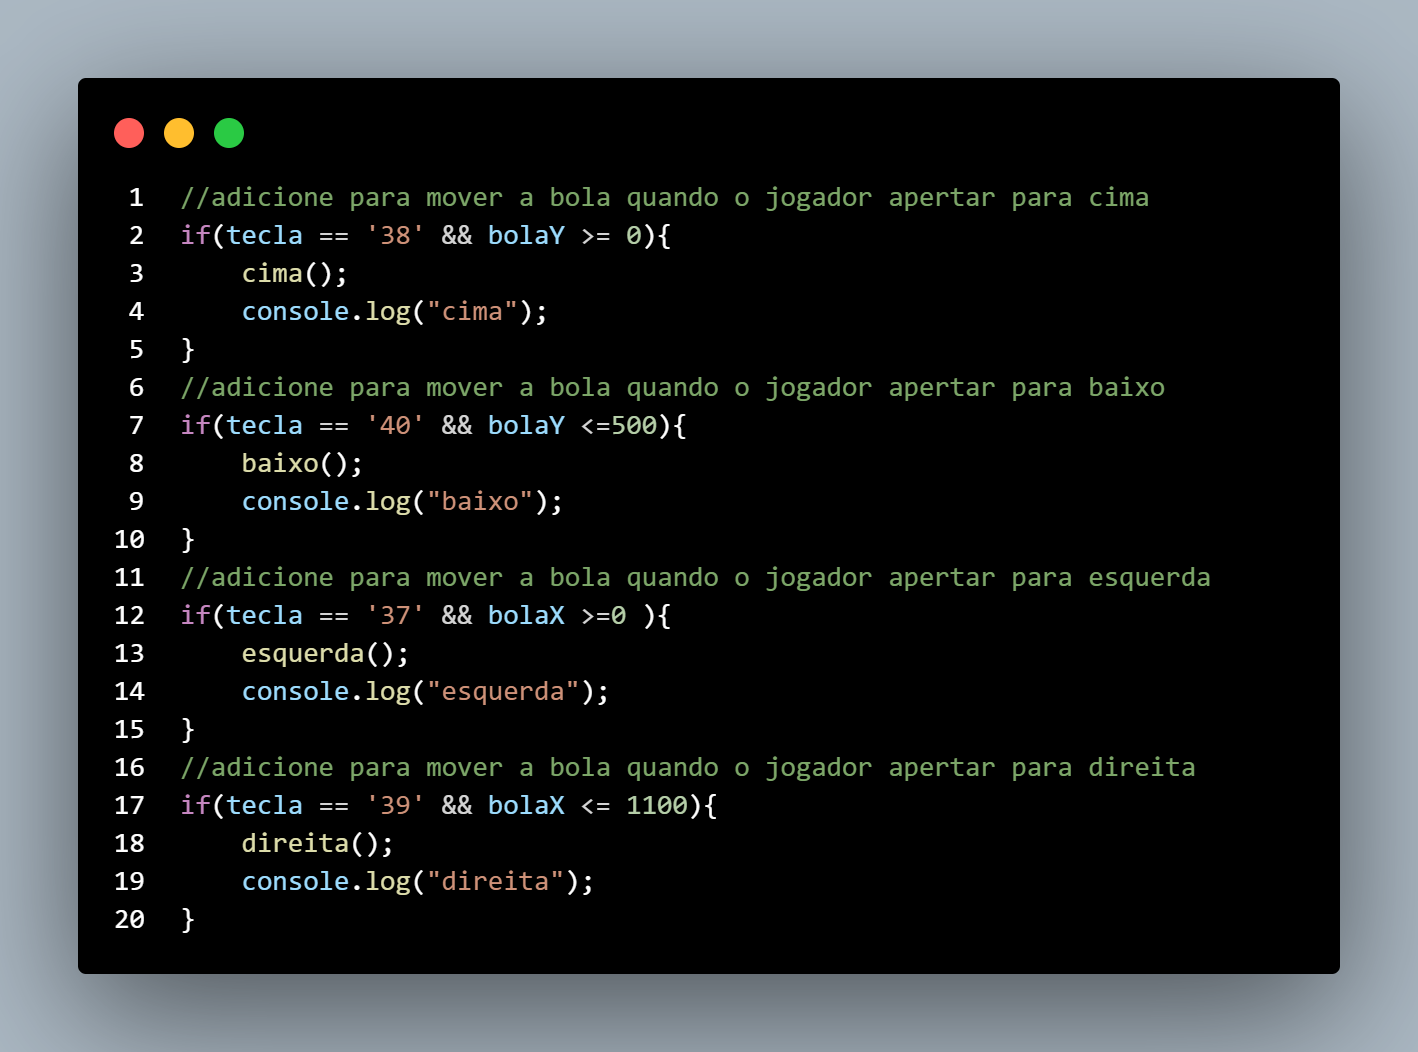 1 //adicione para mover a bola quando o jogador apertar para cima
2 if(tecla == '38' && bolaY >= 0){
3     cima();
4     console.log("cima");
5 }
6 //adicione para mover a bola quando o jogador apertar para baixo
7 if(tecla == '40' && bolaY <=500){
8     baixo();
9     console.log("baixo");
10 }
11 //adicione para mover a bola quando o jogador apertar para esquerda
12 if(tecla == '37' && bolaX >=0 ){
13     esquerda();
14     console.log("esquerda");
15 }
16 //adicione para mover a bola quando o jogador apertar para direita
17 if(tecla == '39' && bolaX <= 1100){
18     direita();
19     console.log("direita");
20 }